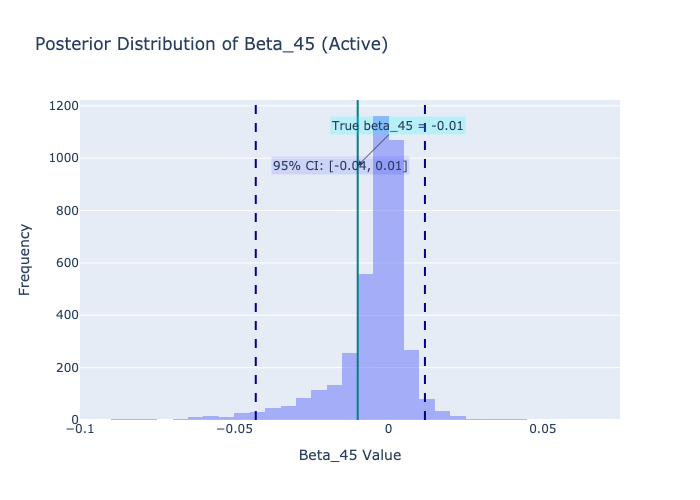 Posterior Distribution of Beta_45 (Active)
1200
True beta_45 = -0.01
1000
95% CI: [-0.04, 0.01]
800
600
400
200
0
Frequency
−0.1
−0.05
0
0.05
Beta_45 Value